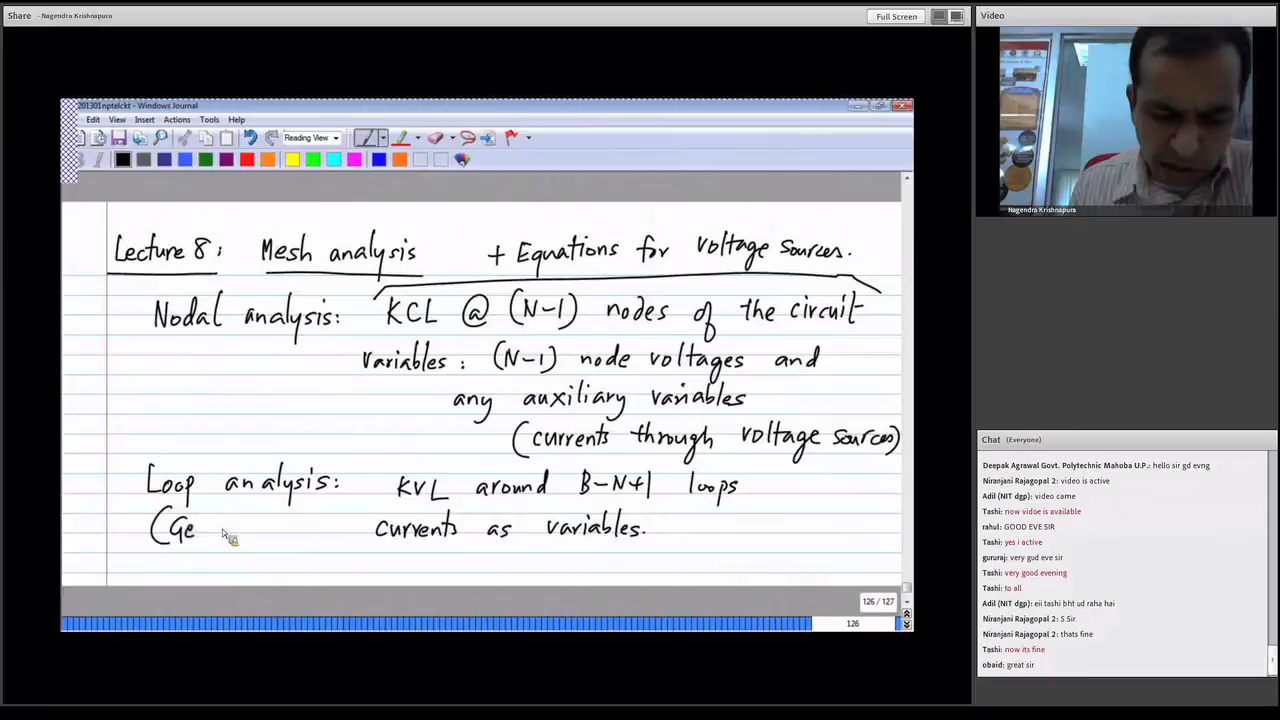 Share - Nagendra Krishnapura
Full Screen
Video
201301nptelckt - Windows Journal
Edit View Insert Actions Tools Help
Reading View
Nagendra Krishnapura
Lecture 8: Mesh analysis + Equations for voltage sources.
Nodal analysis: KCL @ (N-1) nodes of the circuit
variables: (N-1) node voltages and
any auxiliary variables
(currents through voltage sources)
Loop analysis: KVL around B-N+1 loops
(Ge currents as variables.
126 / 127
126
Chat (Everyone)
Deepak Agrawal Govt. Polytechnic Mahoba U.P.: hello sir gd evng
Niranjani Rajagopal 2: video is active
Adil (NIT dgp): video came
Tashi: now vidoe is available
rahul: GOOD EVE SIR
Tashi: yes i active
gururaj: very gud eve sir
Tashi: very good evening
Tashi: to all
Adil (NIT dgp): eii tashi bht ud raha hai
Niranjani Rajagopal 2: S Sir.
Niranjani Rajagopal 2: thats fine
Tashi: now its fine
obaid: great sir